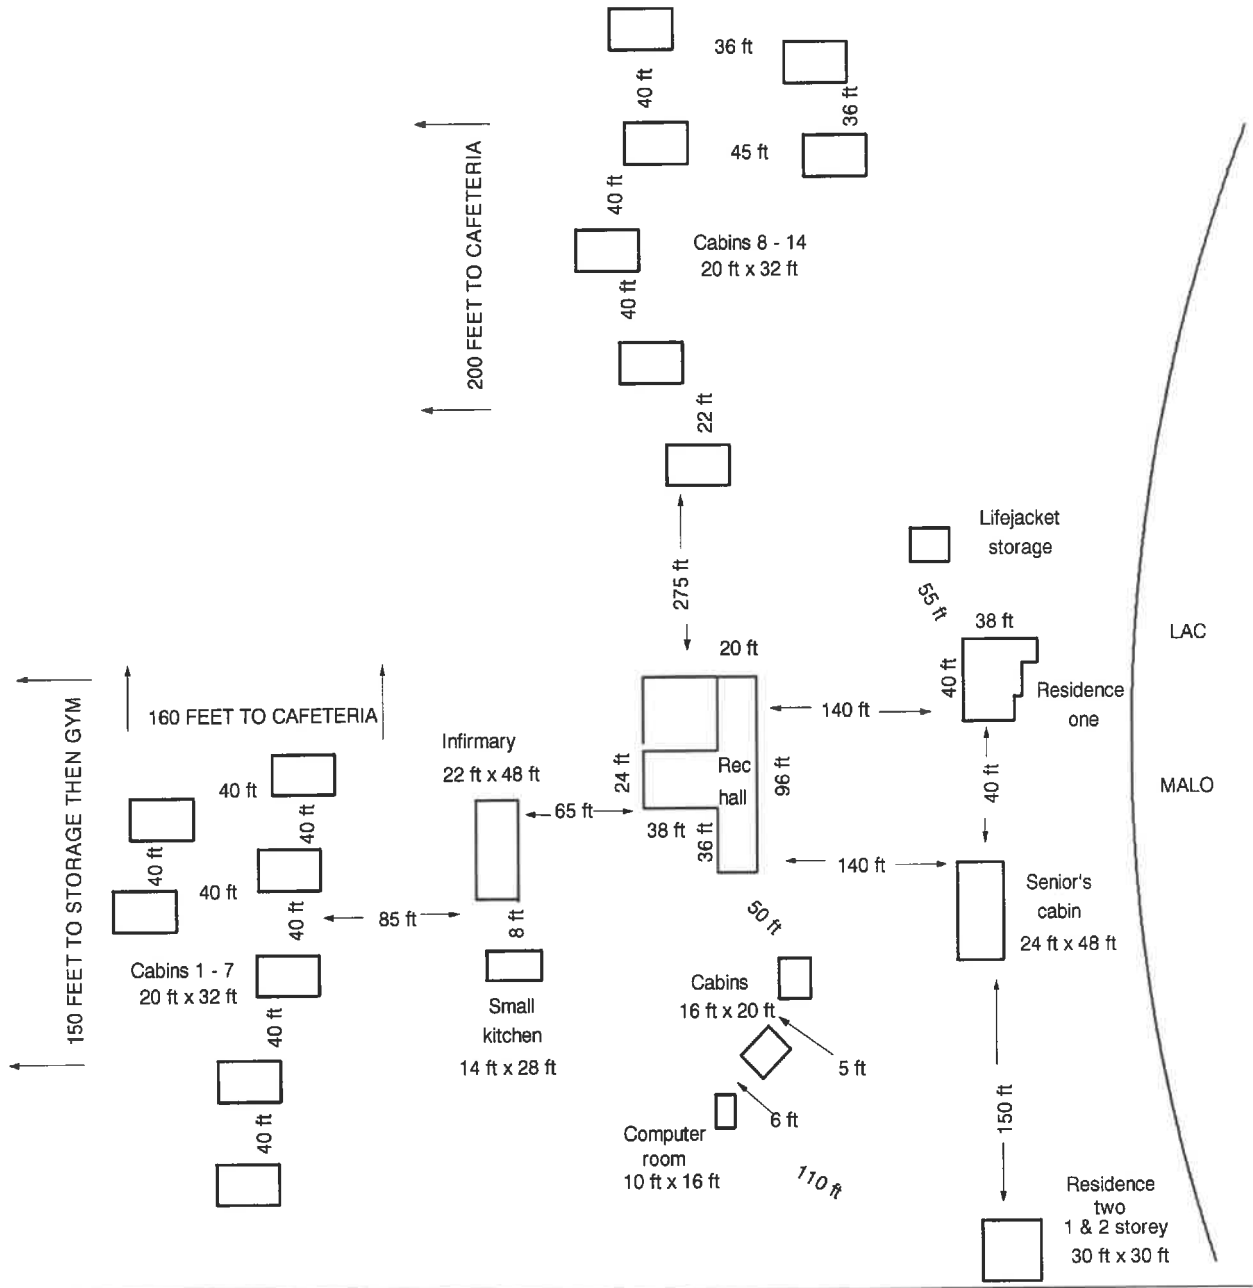 36 ft
40 ft
36 ft
45 ft
200 FEET TO CAFETERIA
40 ft
Cabins 8 - 14
20 ft x 32 ft
40 ft
22 ft
Lifejacket
storage
275 ft
55 ft
38 ft
LAC
20 ft
40 ft
Residence
one
140 ft
160 FEET TO CAFETERIA
150 FEET TO STORAGE THEN GYM
Infirmary
22 ft x 48 ft
24 ft
Rec
hall
96 ft
40 ft
MALO
40 ft
40 ft
65 ft
38 ft
36 ft
40 ft
140 ft
40 ft
Senior's
cabin
24 ft x 48 ft
85 ft
40 ft
8 ft
50 ft
Cabins 1 - 7
20 ft x 32 ft
Cabins
16 ft x 20 ft
Small
kitchen
14 ft x 28 ft
40 ft
5 ft
6 ft
150 ft
40 ft
Computer
room
10 ft x 16 ft
110 ft
Residence
two
1 & 2 storey
30 ft x 30 ft